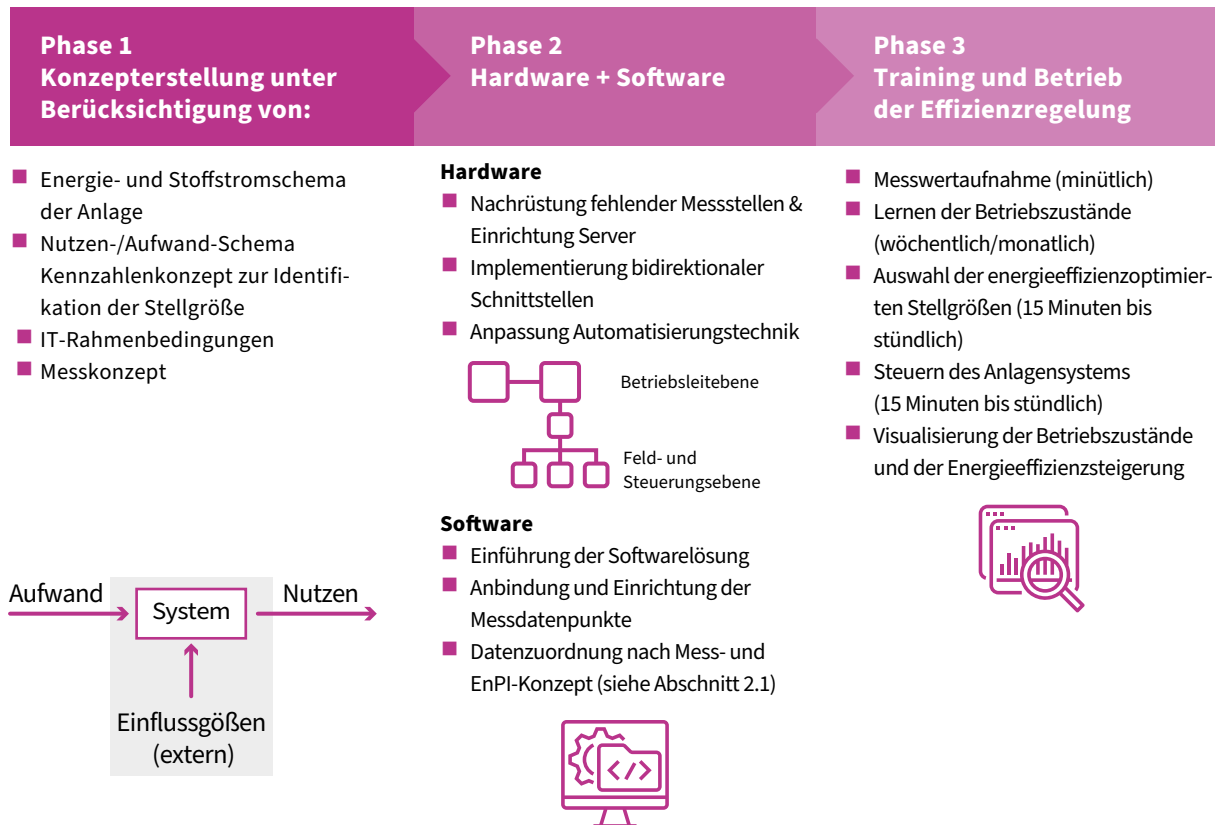 Phase 1
Konzepterstellung unter
Berücksichtigung von:
Energie- und Stoffstromschema
der Anlage
Nutzen-/Aufwand-Schema
Kennzahlenkonzept zur Identifi-
kation der Stellgröße
IT-Rahmenbedingungen
Messkonzept
Aufwand
System
Nutzen
Einflussgößen
(extern)
Phase 2
Hardware + Software
Hardware
Nachrüstung fehlender Messstellen &
Einrichtung Server
Implementierung bidirektionaler
Schnittstellen
Anpassung Automatisierungstechnik
Betriebsleitebene
Feld- und
Steuerungsebene
Software
Einführung der Softwarelösung
Anbindung und Einrichtung der
Messdatenpunkte
Datenzuordnung nach Mess- und
EnPI-Konzept (siehe Abschnitt 2.1)
</>
Phase 3
Training und Betrieb
der Effizienzregelung
Messwertaufnahme (minütlich)
Lernen der Betriebszustände
(wöchentlich/monatlich)
Auswahl der energieeffizienzoptimier-
ten Stellgrößen (15 Minuten bis
stündlich)
Steuern des Anlagensystems
(15 Minuten bis stündlich)
Visualisierung der Betriebszustände
und der Energieeffizienzsteigerung